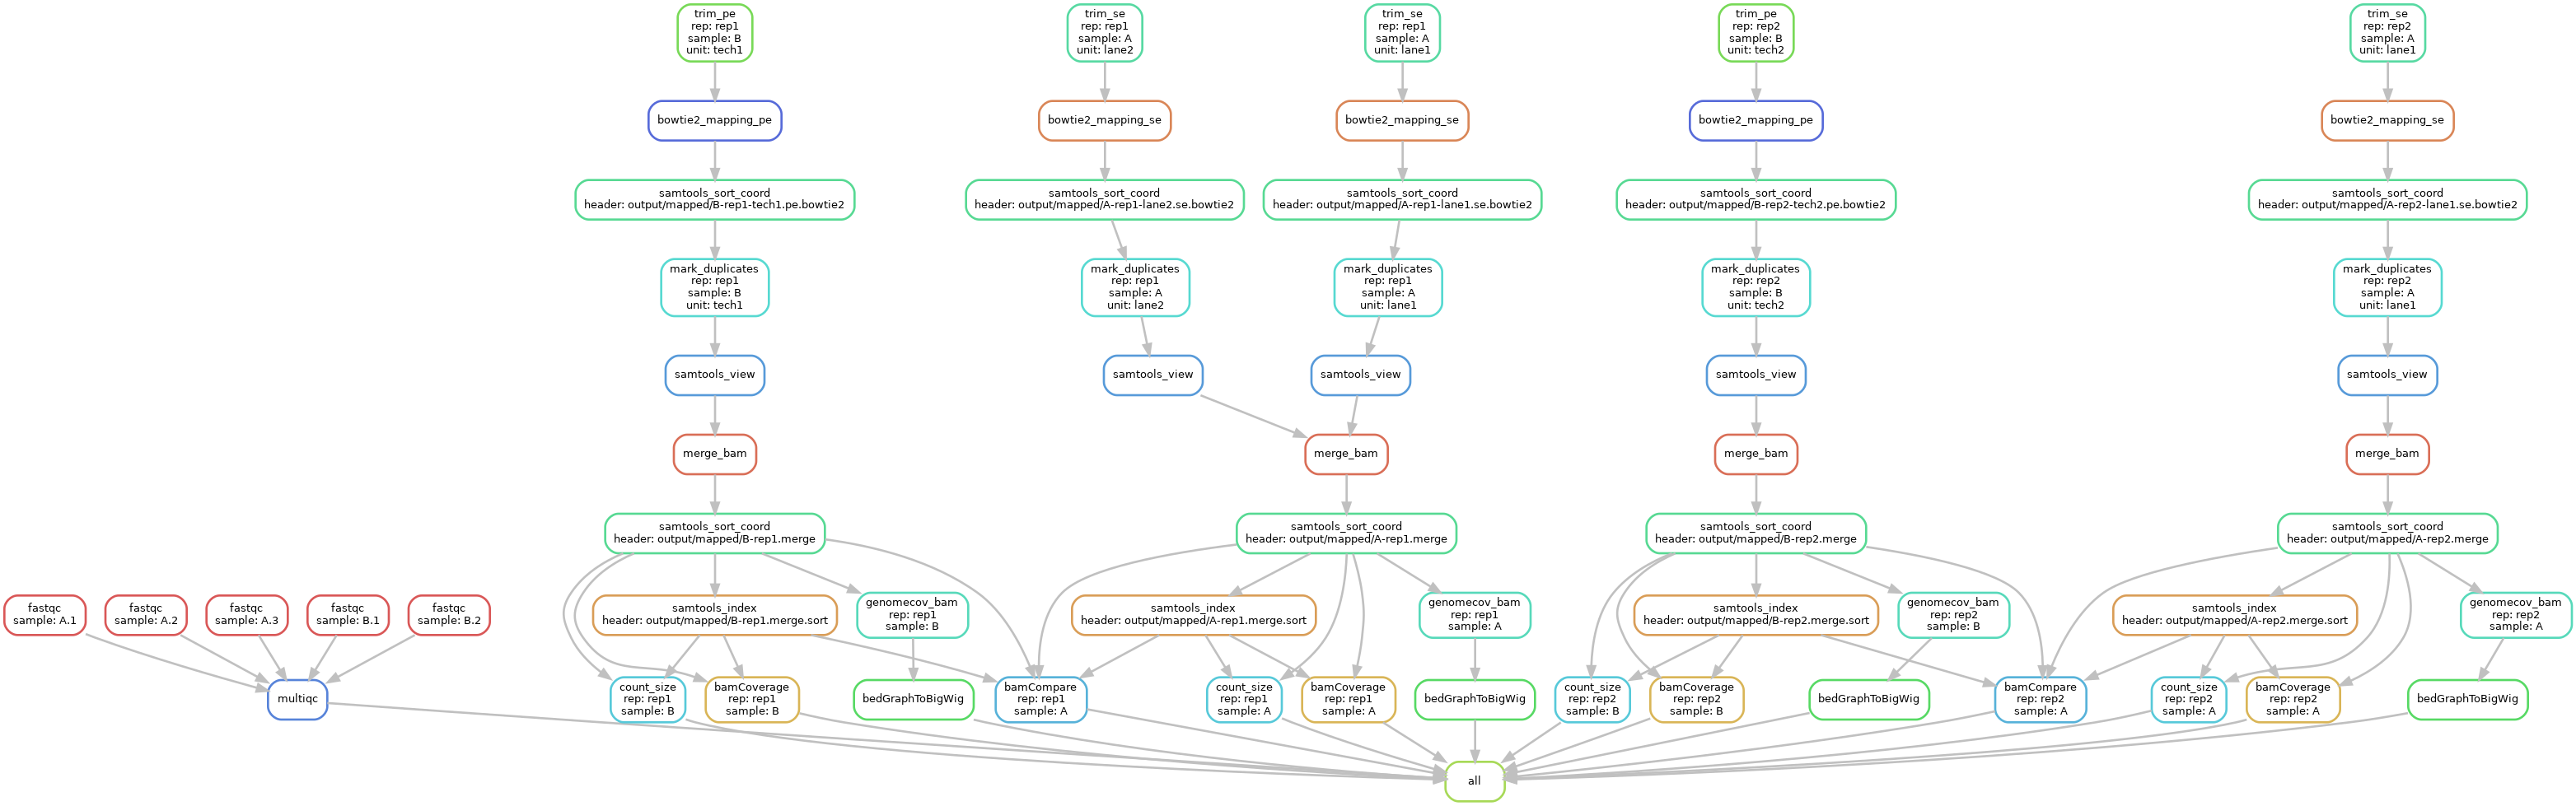 trim_pe
rep: rep1
sample: B
unit: tech1
trim_se
rep: rep1
sample: A
unit: lane2
trim_se
rep: rep1
sample: A
unit: lane1
trim_pe
rep: rep2
sample: B
unit: tech2
trim_se
rep: rep2
sample: A
unit: lane1
bowtie2_mapping_pe
bowtie2_mapping_se
bowtie2_mapping_se
bowtie2_mapping_pe
bowtie2_mapping_se
samtools_sort_coord
header: output/mapped/B-rep1-tech1.pe.bowtie2
samtools_sort_coord
header: output/mapped/A-rep1-lane2.se.bowtie2
samtools_sort_coord
header: output/mapped/A-rep1-lane1.se.bowtie2
samtools_sort_coord
header: output/mapped/B-rep2-tech2.pe.bowtie2
samtools_sort_coord
header: output/mapped/A-rep2-lane1.se.bowtie2
mark_duplicates
rep: rep1
sample: B
unit: tech1
mark_duplicates
rep: rep1
sample: A
unit: lane2
mark_duplicates
rep: rep1
sample: A
unit: lane1
mark_duplicates
rep: rep2
sample: B
unit: tech2
mark_duplicates
rep: rep2
sample: A
unit: lane1
samtools_view
samtools_view
samtools_view
samtools_view
samtools_view
merge_bam
merge_bam
merge_bam
merge_bam
samtools_sort_coord
header: output/mapped/B-rep1.merge
samtools_sort_coord
header: output/mapped/A-rep1.merge
samtools_sort_coord
header: output/mapped/B-rep2.merge
samtools_sort_coord
header: output/mapped/A-rep2.merge
fastqc
sample: A.1
fastqc
sample: A.2
fastqc
sample: A.3
fastqc
sample: B.1
fastqc
sample: B.2
samtools_index
header: output/mapped/B-rep1.merge.sort
genomecov_bam
rep: rep1
sample: B
samtools_index
header: output/mapped/A-rep1.merge.sort
genomecov_bam
rep: rep1
sample: A
samtools_index
header: output/mapped/B-rep2.merge.sort
genomecov_bam
rep: rep2
sample: B
samtools_index
header: output/mapped/A-rep2.merge.sort
genomecov_bam
rep: rep2
sample: A
multiqc
count_size
rep: rep1
sample: B
bamCoverage
rep: rep1
sample: B
bedGraphToBigWig
bamCompare
rep: rep1
sample: A
count_size
rep: rep1
sample: A
bamCoverage
rep: rep1
sample: A
bedGraphToBigWig
count_size
rep: rep2
sample: B
bamCoverage
rep: rep2
sample: B
bedGraphToBigWig
bamCompare
rep: rep2
sample: A
count_size
rep: rep2
sample: A
bamCoverage
rep: rep2
sample: A
bedGraphToBigWig
all